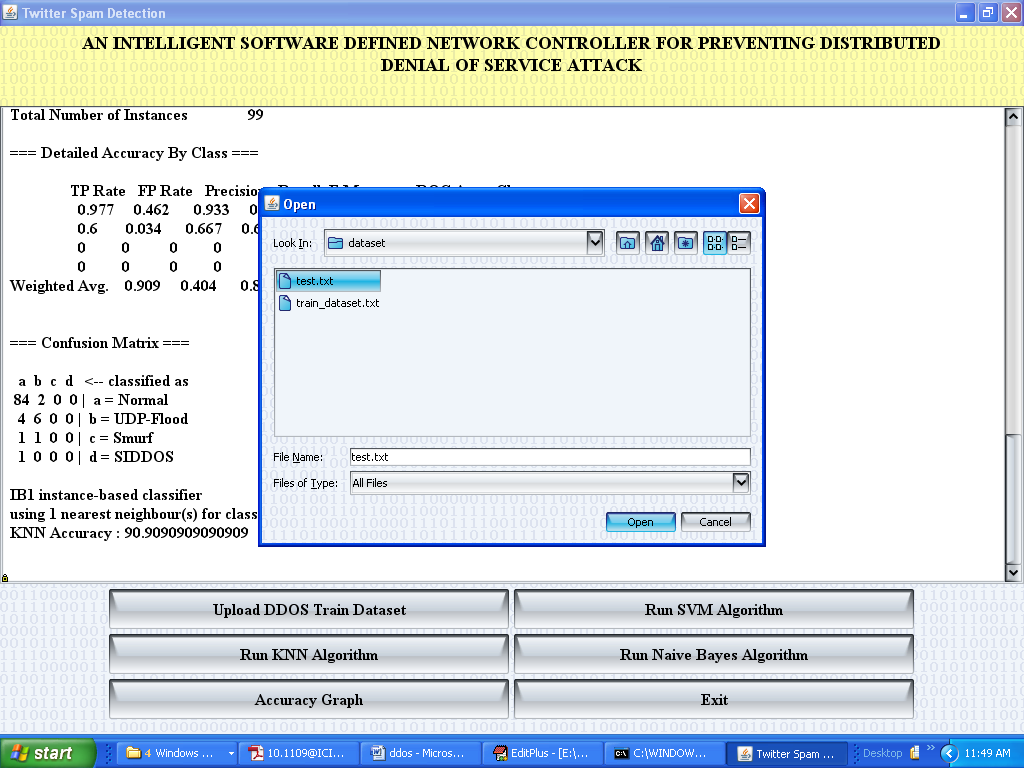 Twitter Spam Detection
AN INTELLIGENT SOFTWARE DEFINED NETWORK CONTROLLER FOR PREVENTING DISTRIBUTED
DENIAL OF SERVICE ATTACK
Total Number of Instances 99
=== Detailed Accuracy By Class ===
TP Rate FP Rate Precision
0.977 0.462 0.933
0.6 0.034 0.667
0 0 0 0
0 0 0 0
Weighted Avg. 0.909 0.404
=== Confusion Matrix ===
a b c d <-- classified as
84 2 0 0 | a = Normal
4 6 0 0 | b = UDP-Flood
1 1 0 0 | c = Smurf
1 0 0 0 | d = SIDDOS
IB1 instance-based classifier
using 1 nearest neighbour(s) for class
KNN Accuracy : 90.9090909090909
Open
Look In: dataset
test.txt
train_dataset.txt
File Name: test.txt
Files of Type: All Files
Open Cancel
Upload DDOS Train Dataset Run SVM Algorithm
Run KNN Algorithm Run Naive Bayes Algorithm
Accuracy Graph Exit
start 4 Windows ... 10.1109@ICI... ddos - Micros... EditPlus - [E:\... C:\WINDOW... Twitter Spam ... Desktop » 11:49 AM